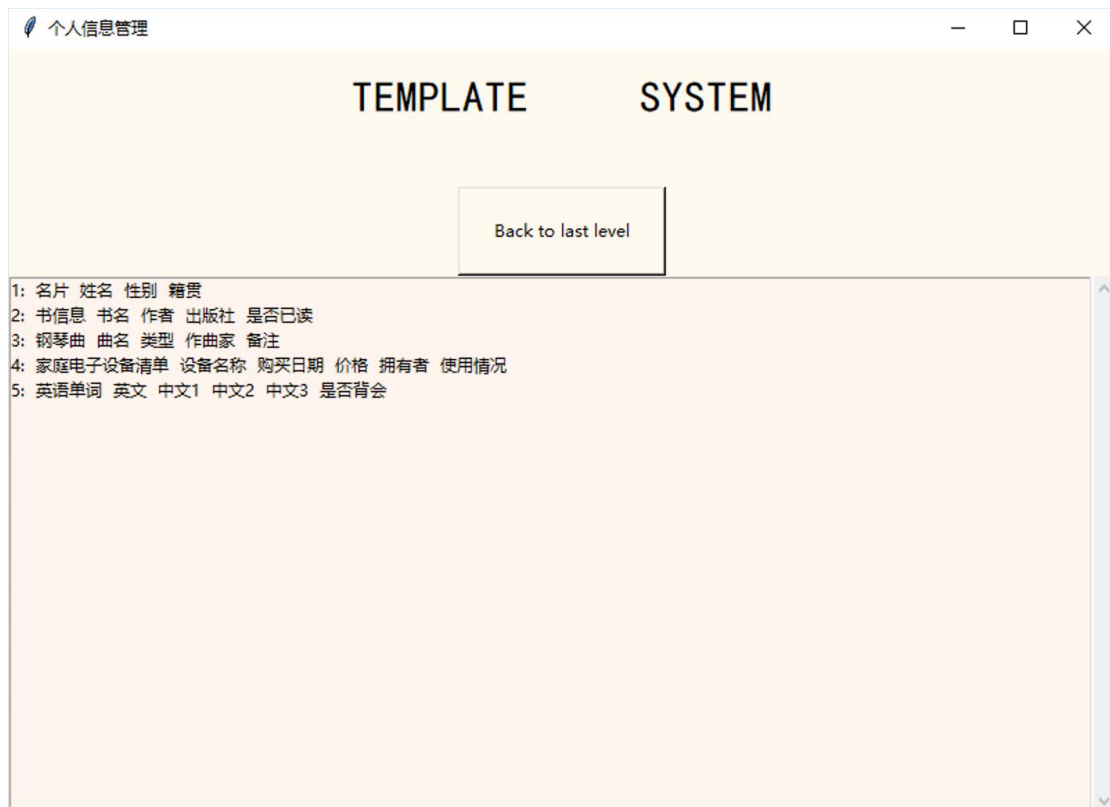 个人信息管理
TEMPLATE SYSTEM
Back to last level
1: 名片 姓名 性别 籍贯
2: 书信息 书名 作者 出版社 是否已读
3: 钢琴曲 曲名 类型 作曲家 备注
4: 家庭电子设备清单 设备名称 购买日期 价格 拥有者 使用情况
5: 英语单词 英文 中文1 中文2 中文3 是否背会